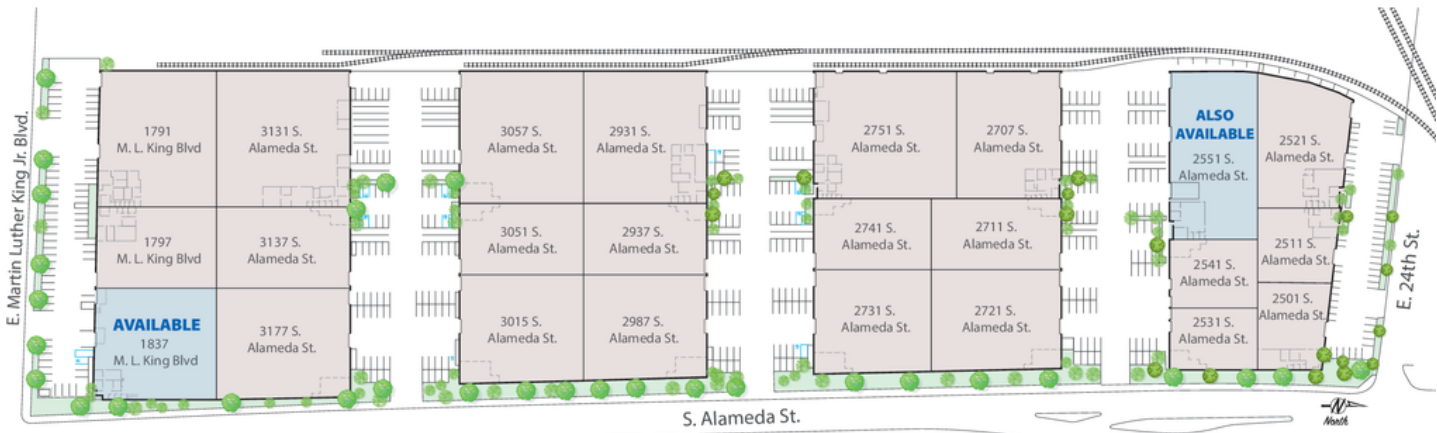 E. Martin Luther King Jr. Blvd.
1791
M. L. King Blvd
3131 S.
Alameda St.
1797
M. L. King Blvd
3137 S.
Alameda St.
AVAILABLE
1837
M. L. King Blvd
3177 S.
Alameda St.
3057 S.
Alameda St.
2931 S.
Alameda St.
3051 S.
Alameda St.
2937 S.
Alameda St.
3015 S.
Alameda St.
2987 S.
Alameda St.
2751 S.
Alameda St.
2707 S.
Alameda St.
2741 S.
Alameda St.
2711 S.
Alameda St.
2731 S.
Alameda St.
2721 S.
Alameda St.
ALSO
AVAILABLE
2551 S.
Alameda St.
2521 S.
Alameda St.
2541 S.
Alameda St.
2511 S.
Alameda St.
2531 S.
Alameda St.
2501 S.
Alameda St.
E. 24th St.
S. Alameda St.
N
North